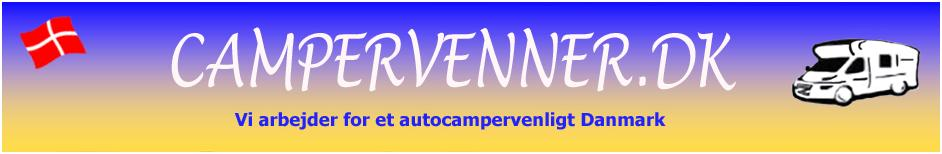 CAMPERVENNER.DK
Vi arbejder for et autocampervenligt Danmark